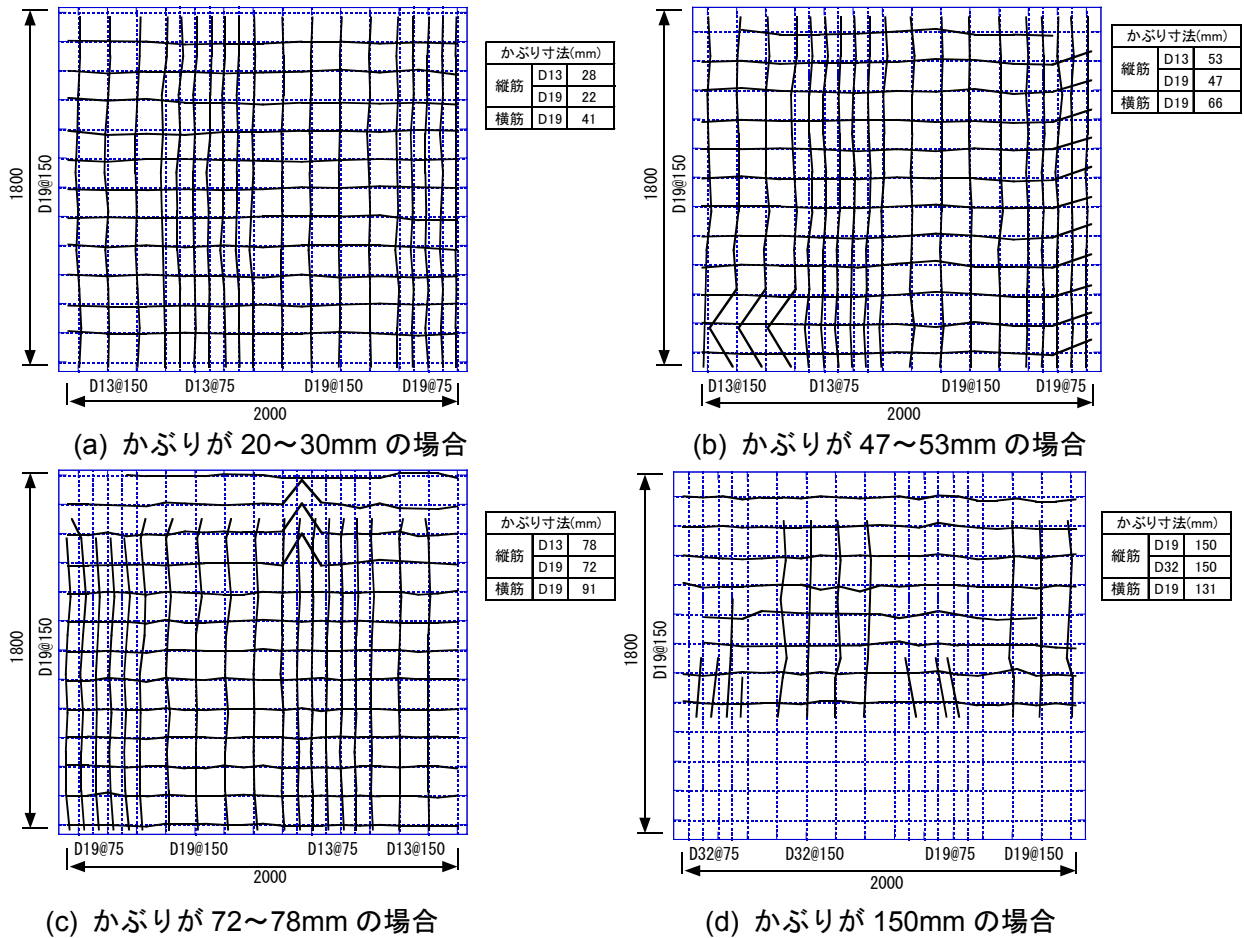 かぶり寸法(mm)
縦筋 D13 28
D19 22
横筋 D19 41
1800
D19@150
D13@150 D13@75 D19@150 D19@75
2000
(a) かぶりが 20～30mm の場合
かぶり寸法(mm)
縦筋 D13 53
D19 47
横筋 D19 66
1800
D19@150
D13@150 D13@75 D19@150 D19@75
2000
(b) かぶりが 47～53mm の場合
かぶり寸法(mm)
縦筋 D13 78
D19 72
横筋 D19 91
1800
D19@150
D19@75 D19@150 D13@75 D13@150
2000
(c) かぶりが 72～78mm の場合
かぶり寸法(mm)
縦筋 D19 150
D32 150
横筋 D19 131
1800
D19@150
D32@75 D32@150 D19@75 D19@150
2000
(d) かぶりが 150mm の場合